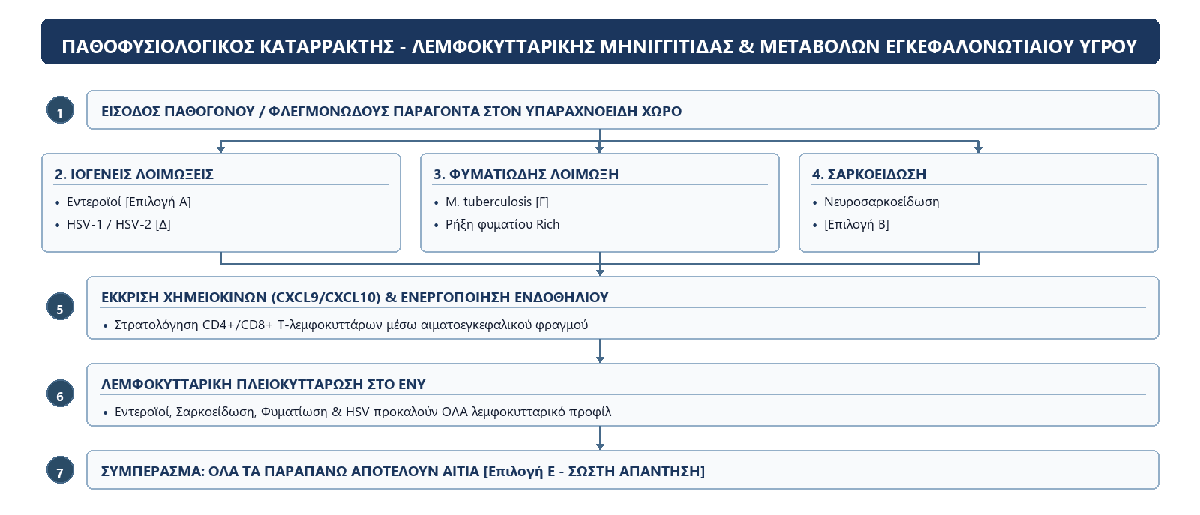 ΠΑΘΟΦΥΣΙΟΛΟΓΙΚΟΣ ΚΑΤΑΡΡΑΚΤΗΣ - ΛΕΜΦΟΚΥΤΤΑΡΙΚΗΣ ΜΗΝΙΓΓΙΤΙΔΑΣ & ΜΕΤΑΒΟΛΩΝ ΕΓΚΕΦΑΛΟΝΩΤΙΑΙΟΥ ΥΓΡΟΥ
1
ΕΙΣΟΔΟΣ ΠΑΘΟΓΟΝΟΥ / ΦΛΕΓΜΟΝΩΔΟΥΣ ΠΑΡΑΓΟΝΤΑ ΣΤΟΝ ΥΠΑΡΑΧΝΟΕΙΔΗ ΧΩΡΟ
2. ΙΟΓΕΝΕΙΣ ΛΟΙΜΩΞΕΙΣ
• Εντεροϊοί [Επιλογή Α]
• HSV-1 / HSV-2 [Δ]
3. ΦΥΜΑΤΙΩΔΗΣ ΛΟΙΜΩΞΗ
• M. tuberculosis [Γ]
• Ρήξη φυματίου Rich
4. ΣΑΡΚΟΕΙΔΩΣΗ
• Νευροσαρκοείδωση
• [Επιλογή Β]
5
ΕΚΚΡΙΣΗ ΧΗΜΕΙΟΚΙΝΩΝ (CXCL9/CXCL10) & ΕΝΕΡΓΟΠΟΙΗΣΗ ΕΝΔΟΘΗΛΙΟΥ
• Στρατολόγηση CD4+/CD8+ T-λεμφοκυττάρων μέσω αιματοεγκεφαλικού φραγμού
6
ΛΕΜΦΟΚΥΤΤΑΡΙΚΗ ΠΛΕΙΟΚΥΤΤΑΡΩΣΗ ΣΤΟ ΕΝΥ
• Εντεροϊοί, Σαρκοείδωση, Φυματίωση & HSV προκαλούν ΟΛΑ λεμφοκυτταρικό προφίλ
7
ΣΥΜΠΕΡΑΣΜΑ: ΟΛΑ ΤΑ ΠΑΡΑΠΑΝΩ ΑΠΟΤΕΛΟΥΝ ΑΙΤΙΑ [Επιλογή Ε - ΣΩΣΤΗ ΑΠΑΝΤΗΣΗ]